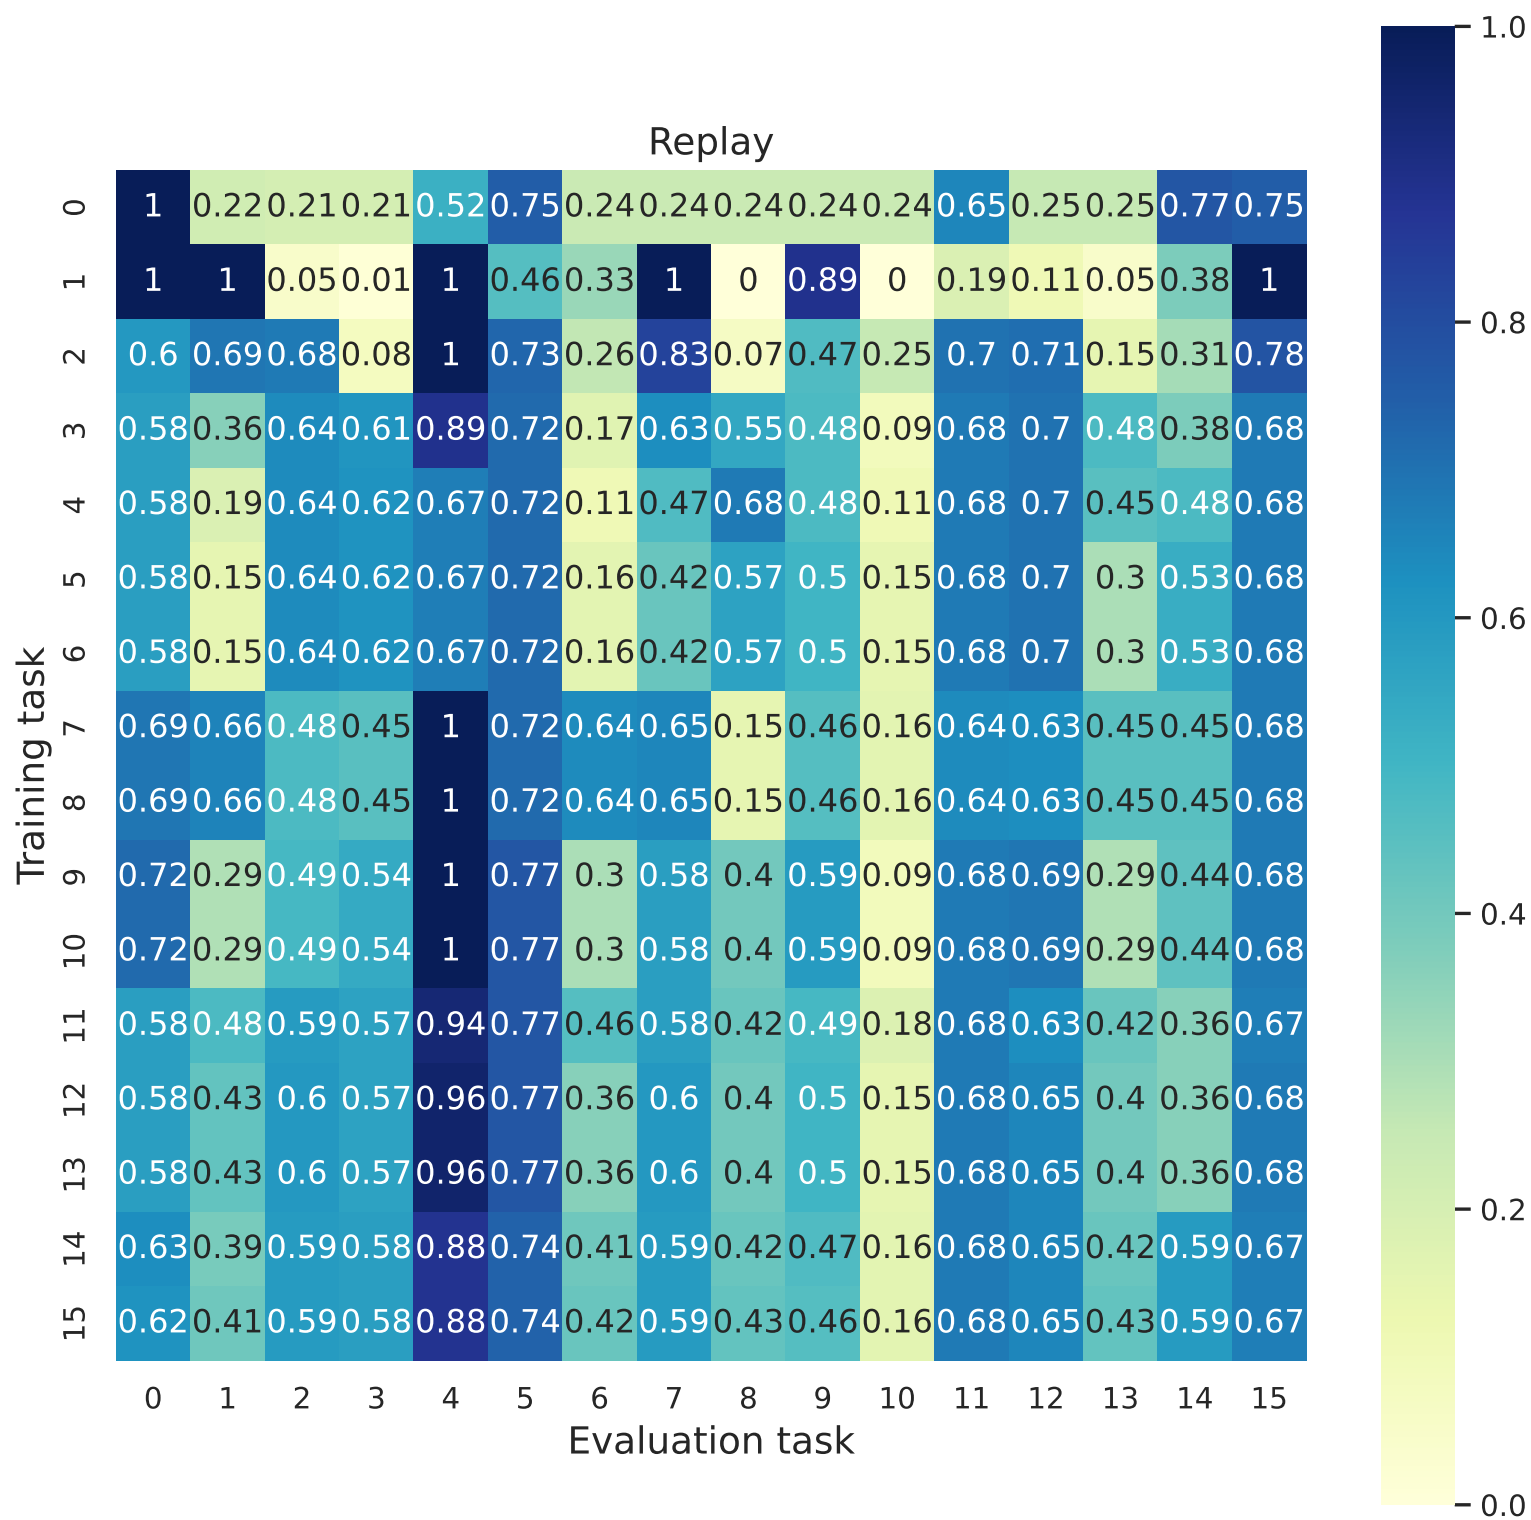 Replay
0 1 0.22 0.21 0.21 0.52 0.75 0.24 0.24 0.24 0.24 0.24 0.65 0.25 0.25 0.77 0.75
1 1 1 0.05 0.01 1 0.46 0.33 1 0 0.89 0 0.19 0.11 0.05 0.38 1
2 0.6 0.69 0.68 0.08 1 0.73 0.26 0.83 0.07 0.47 0.25 0.7 0.71 0.15 0.31 0.78
3 0.58 0.36 0.64 0.61 0.89 0.72 0.17 0.63 0.55 0.48 0.09 0.68 0.7 0.48 0.38 0.68
4 0.58 0.19 0.64 0.62 0.67 0.72 0.11 0.47 0.68 0.48 0.11 0.68 0.7 0.45 0.48 0.68
5 0.58 0.15 0.64 0.62 0.67 0.72 0.16 0.42 0.57 0.5 0.15 0.68 0.7 0.3 0.53 0.68
6 0.58 0.15 0.64 0.62 0.67 0.72 0.16 0.42 0.57 0.5 0.15 0.68 0.7 0.3 0.53 0.68
7 0.69 0.66 0.48 0.45 1 0.72 0.64 0.65 0.15 0.46 0.16 0.64 0.63 0.45 0.45 0.68
8 0.69 0.66 0.48 0.45 1 0.72 0.64 0.65 0.15 0.46 0.16 0.64 0.63 0.45 0.45 0.68
9 0.72 0.29 0.49 0.54 1 0.77 0.3 0.58 0.4 0.59 0.09 0.68 0.69 0.29 0.44 0.68
10 0.72 0.29 0.49 0.54 1 0.77 0.3 0.58 0.4 0.59 0.09 0.68 0.69 0.29 0.44 0.68
11 0.58 0.48 0.59 0.57 0.94 0.77 0.46 0.58 0.42 0.49 0.18 0.68 0.63 0.42 0.36 0.67
12 0.58 0.43 0.6 0.57 0.96 0.77 0.36 0.6 0.4 0.5 0.15 0.68 0.65 0.4 0.36 0.68
13 0.58 0.43 0.6 0.57 0.96 0.77 0.36 0.6 0.4 0.5 0.15 0.68 0.65 0.4 0.36 0.68
14 0.63 0.39 0.59 0.58 0.88 0.74 0.41 0.59 0.42 0.47 0.16 0.68 0.65 0.42 0.59 0.67
15 0.62 0.41 0.59 0.58 0.88 0.74 0.42 0.59 0.43 0.46 0.16 0.68 0.65 0.43 0.59 0.67
0 1 2 3 4 5 6 7 8 9 10 11 12 13 14 15
Evaluation task
Training task
1.0
0.8
0.6
0.4
0.2
0.0